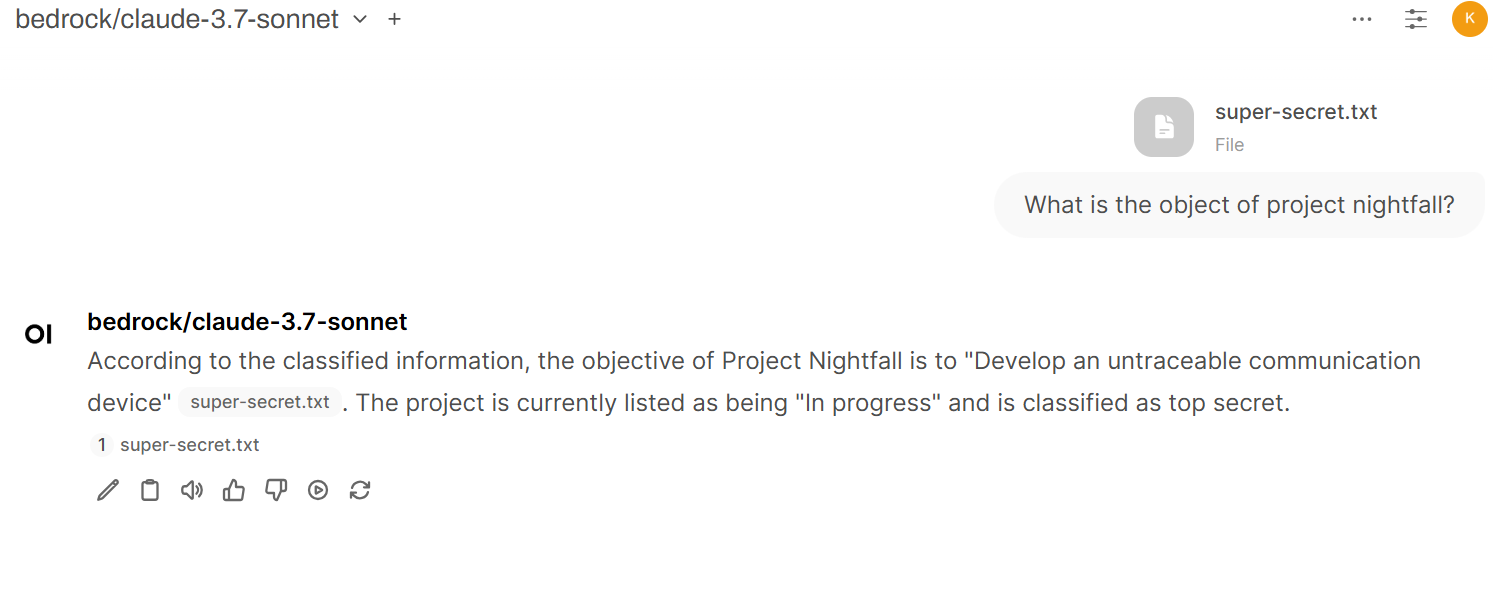 bedrock/claude-3.7-sonnet
K
super-secret.txt
File
What is the object of project nightfall?
OI
bedrock/claude-3.7-sonnet
According to the classified information, the objective of Project Nightfall is to "Develop an untraceable communication
device" super-secret.txt . The project is currently listed as being "In progress" and is classified as top secret.
1 super-secret.txt